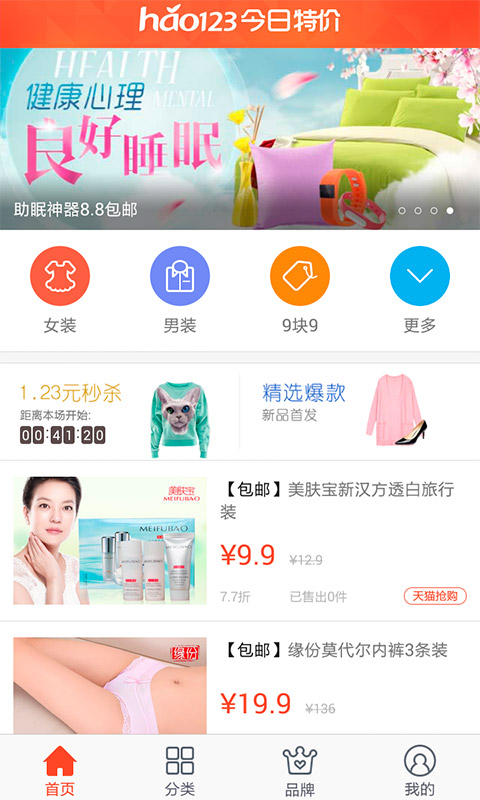 hao123今日特价
HEALTH
健康心理
MENTAL
良好睡眠
助眠神器8.8包邮
女装
男装
9块9
更多
1.23元秒杀
距离本场开始:
00:41:20
精选爆款
新品首发
美肤宝
MEIFUBAO
MEIFUBAO
【包邮】美肤宝新汉方透白旅行
装
¥9.9 ¥12.9
7.7折 已售出0件 天猫抢购
缘份
【包邮】缘份莫代尔内裤3条装
¥19.9 ¥136
首页
分类
品牌
我的